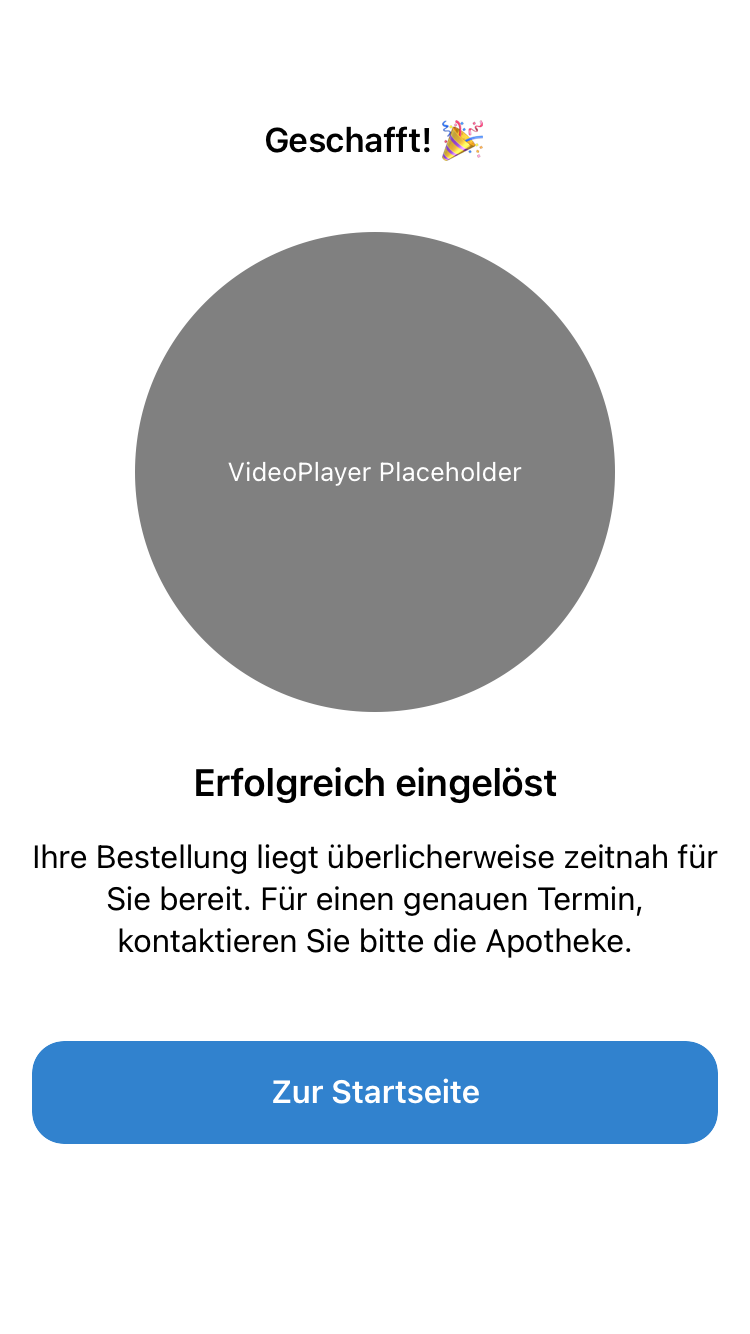 Geschafft! 🎉
VideoPlayer Placeholder
Erfolgreich eingelöst
Ihre Bestellung liegt überlicherweise zeitnah für
Sie bereit. Für einen genauen Termin,
kontaktieren Sie bitte die Apotheke.
Zur Startseite